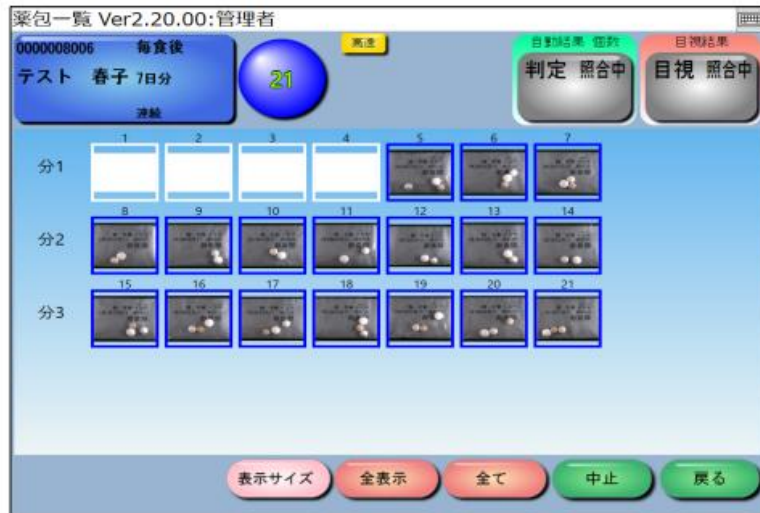 薬包一覧 Ver2.20.00:管理者
0000008006 毎食後
テスト 春子 7日分
連続
21
高速
自動結果 個数
判定 照合中
目視結果
目視 照合中
1 2 3 4 5 6 7
分1
8 9 10 11 12 13 14
分2
15 16 17 18 19 20 21
分3
表示サイズ 全表示 全て 中止 戻る